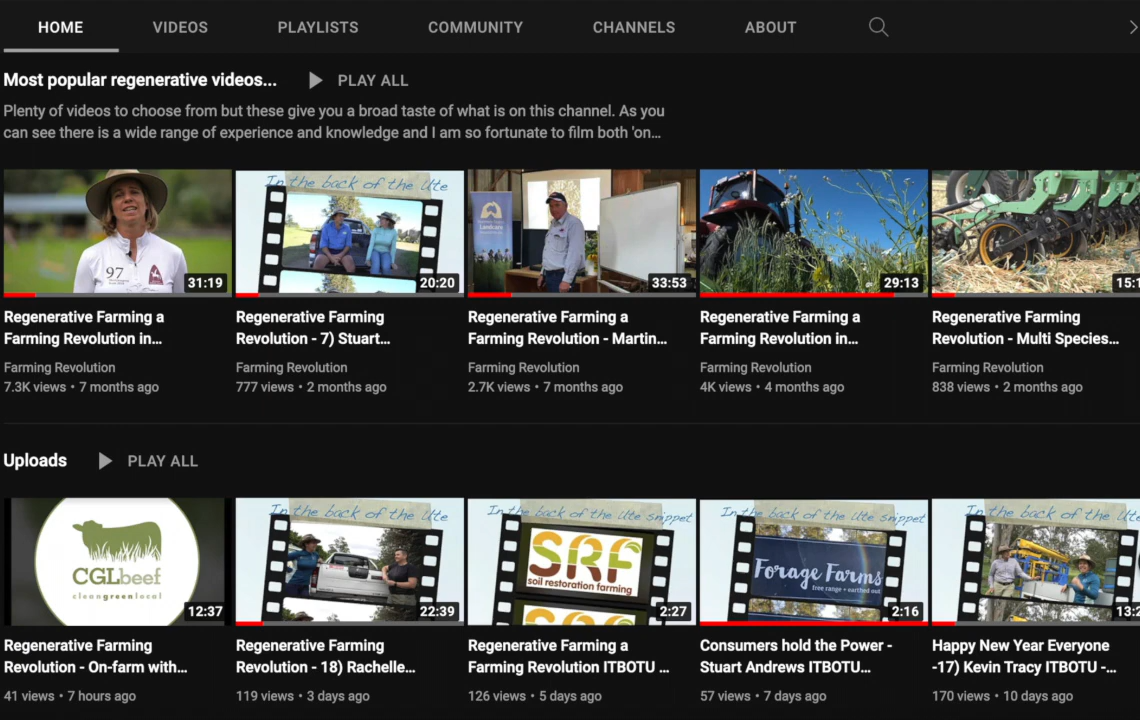 HOME VIDEOS PLAYLISTS COMMUNITY CHANNELS ABOUT
Most popular regenerative videos... PLAY ALL
Plenty of videos to choose from but these give you a broad taste of what is on this channel. As you
can see there is a wide range of experience and knowledge and I am so fortunate to film both 'on...
97
31:19
In the back of the Ute
20:20
Landcare
33:53
29:13
15:1
Regenerative Farming a
Farming Revolution in...
Farming Revolution
7.3K views • 7 months ago
Regenerative Farming
Revolution - 7) Stuart...
Farming Revolution
777 views • 2 months ago
Regenerative Farming a
Farming Revolution - Martin...
Farming Revolution
2.7K views • 7 months ago
Regenerative Farming a
Farming Revolution in...
Farming Revolution
4K views • 4 months ago
Regenerative Farming
Revolution - Multi Species...
Farming Revolution
838 views • 2 months ago
Uploads PLAY ALL
CGLbeef
cleangreenlocal
12:37
In the back of the Ute
22:39
In the back of the Ute snippet
SRF
soil restoration farming
2:27
In the back of the Ute snippet
Forage Farms
free range + earthed out
2:16
In the back of the Ute
13:2
Regenerative Farming
Revolution - On-farm with...
41 views • 7 hours ago
Regenerative Farming
Revolution - 18) Rachelle...
119 views • 3 days ago
Regenerative Farming a
Farming Revolution ITBOTU ...
126 views • 5 days ago
Consumers hold the Power -
Stuart Andrews ITBOTU...
57 views • 7 days ago
Happy New Year Everyone
-17) Kevin Tracy ITBOTU -...
170 views • 10 days ago